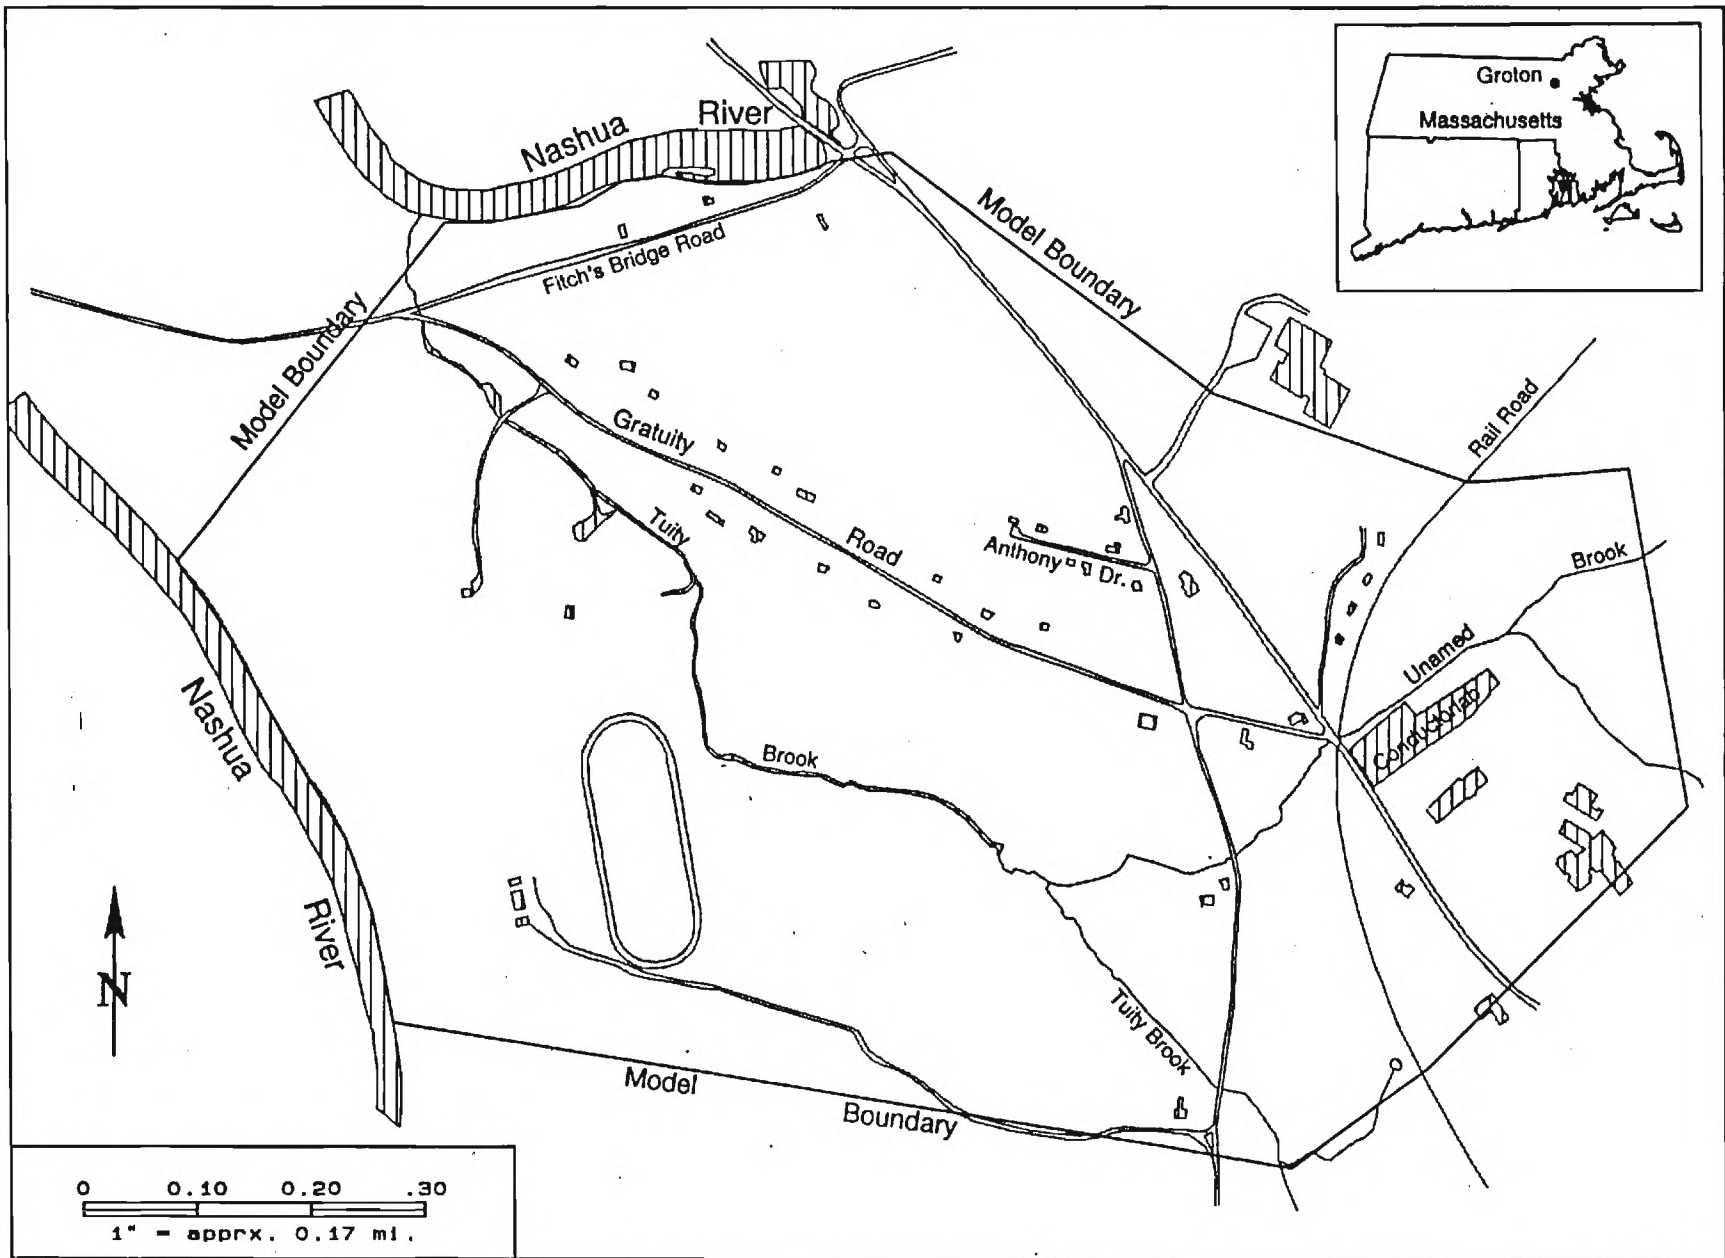 Groton
Massachusetts
River
Nashua
Model Boundary
Fitch's Bridge Road
Model Boundary
Rail Road
Gratuity
Road
Tuity
Anthony Dr.
Brook
Unamed
Conductorlab
Nashua
River
Brook
Tuity Brook
N
Model
Boundary
0 0.10 0.20 .30
1" = apprx. 0.17 mi.